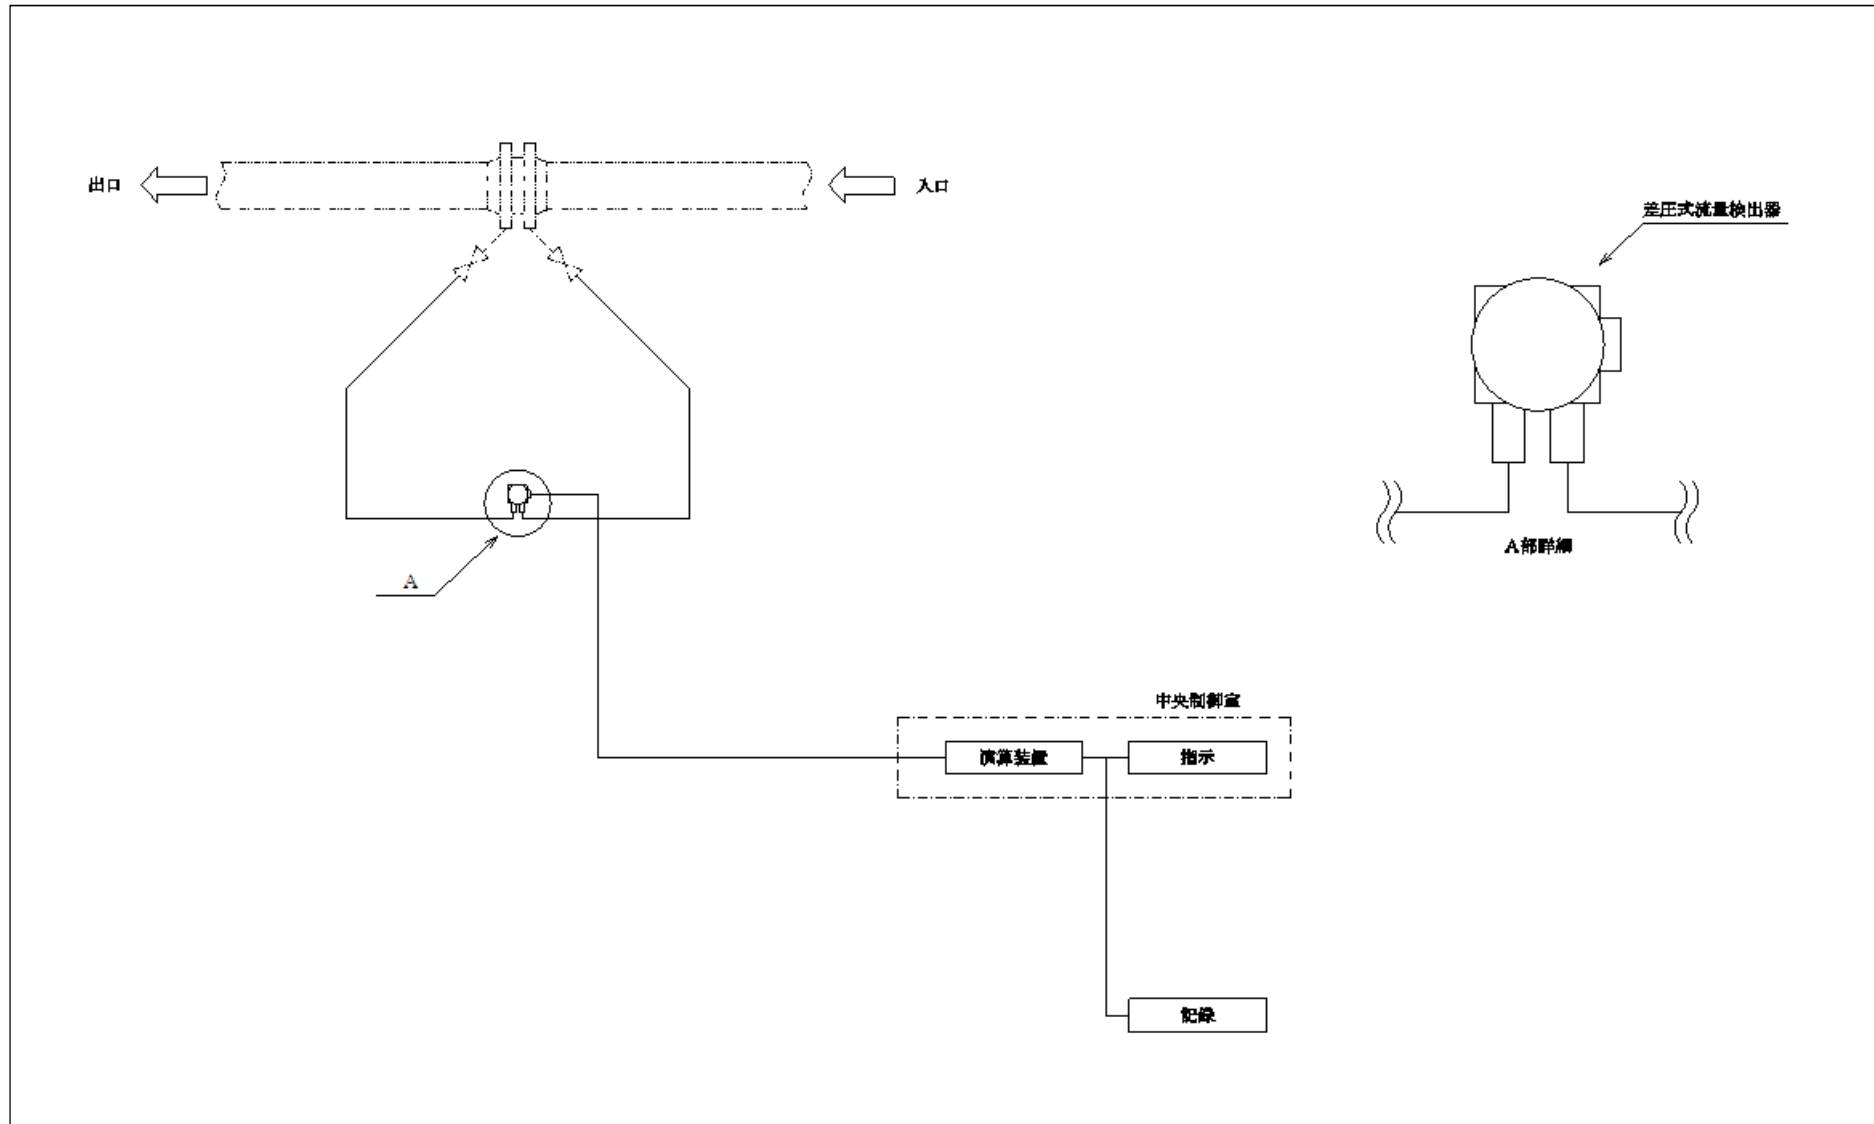 出口
入口
差圧式流量検出器
A部詳細
A
中央制御室
演算装置
指示
記録